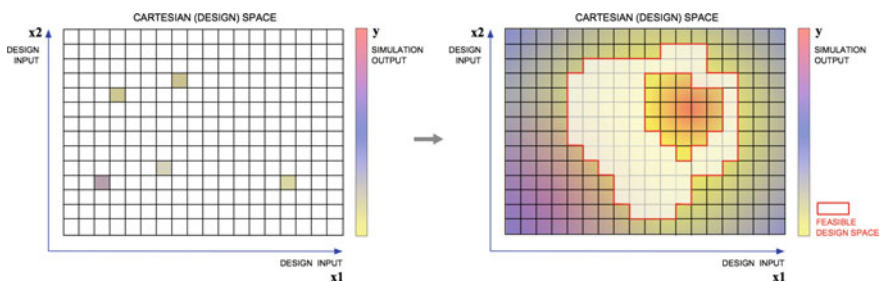 CARTESIAN (DESIGN) SPACE
x2
DESIGN
INPUT
y
SIMULATION
OUTPUT
DESIGN INPUT
x1
CARTESIAN (DESIGN) SPACE
x2
DESIGN
INPUT
y
SIMULATION
OUTPUT
FEASIBLE
DESIGN SPACE
DESIGN INPUT
x1